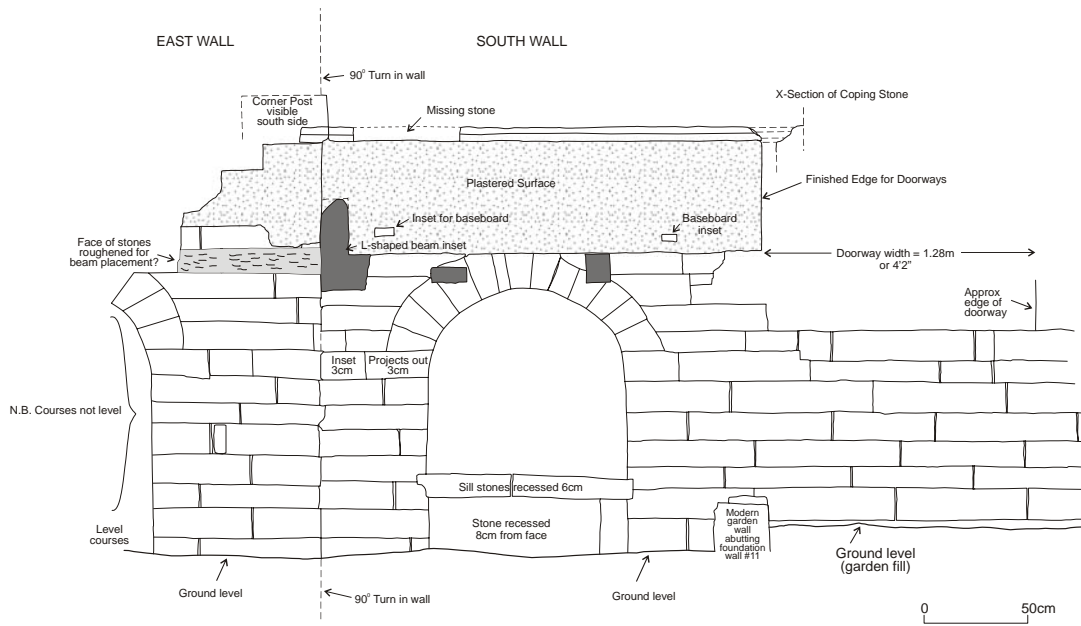 EAST WALL
SOUTH WALL
90° Turn in wall
Corner Post
visible
south side
Missing stone
X-Section of Coping Stone
Plastered Surface
Finished Edge for Doorways
Inset for baseboard
Baseboard
inset
L-shaped beam inset
Face of stones
roughened for
beam placement?
Doorway width = 1.28m
or 4'2"
Approx
edge of
doorway
Inset
3cm
Projects out
3cm
N.B. Courses not level
Sill stones recessed 6cm
Stone recessed
8cm from face
Modern
garden
wall
abutting
foundation
wall #11
Level
courses
Ground level
(garden fill)
Ground level
Ground level
90° Turn in wall
0
50cm